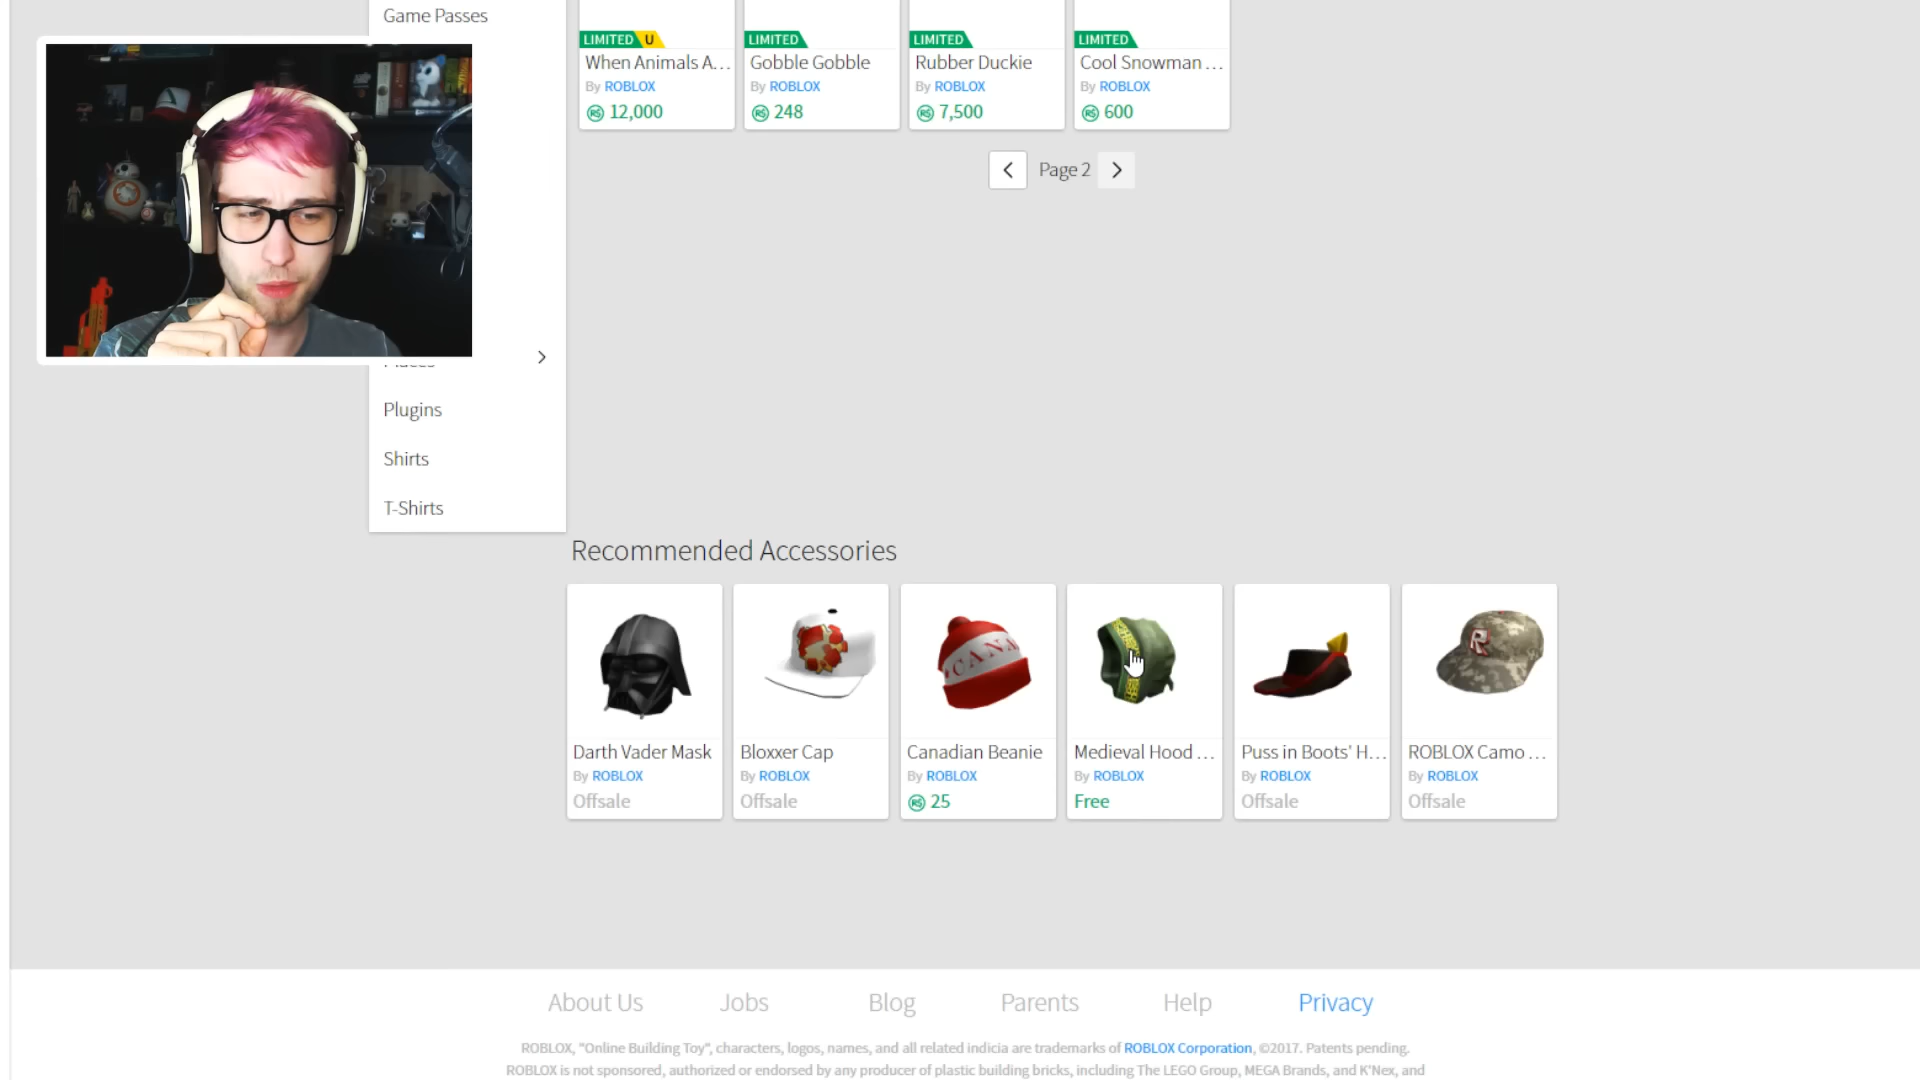 Game Passes
LIMITED U
When Animals A...
By ROBLOX
R$ 12,000
LIMITED
Gobble Gobble
By ROBLOX
R$ 248
LIMITED
Rubber Duckie
By ROBLOX
R$ 7,500
LIMITED
Cool Snowman ...
By ROBLOX
R$ 600
Page 2
Plugins
Shirts
T-Shirts
Recommended Accessories
CANA
R
Darth Vader Mask
By ROBLOX
Offsale
Bloxxer Cap
By ROBLOX
Offsale
Canadian Beanie
By ROBLOX
R$ 25
Medieval Hood ...
By ROBLOX
Free
Puss in Boots' H...
By ROBLOX
Offsale
ROBLOX Camo ...
By ROBLOX
Offsale
About Us Jobs Blog Parents Help Privacy
ROBLOX, "Online Building Toy", characters, logos, names, and all related indicia are trademarks of ROBLOX Corporation, ©2017. Patents pending.
ROBLOX is not sponsored, authorized or endorsed by any producer of plastic building bricks, including The LEGO Group, MEGA Brands, and K'Nex, and